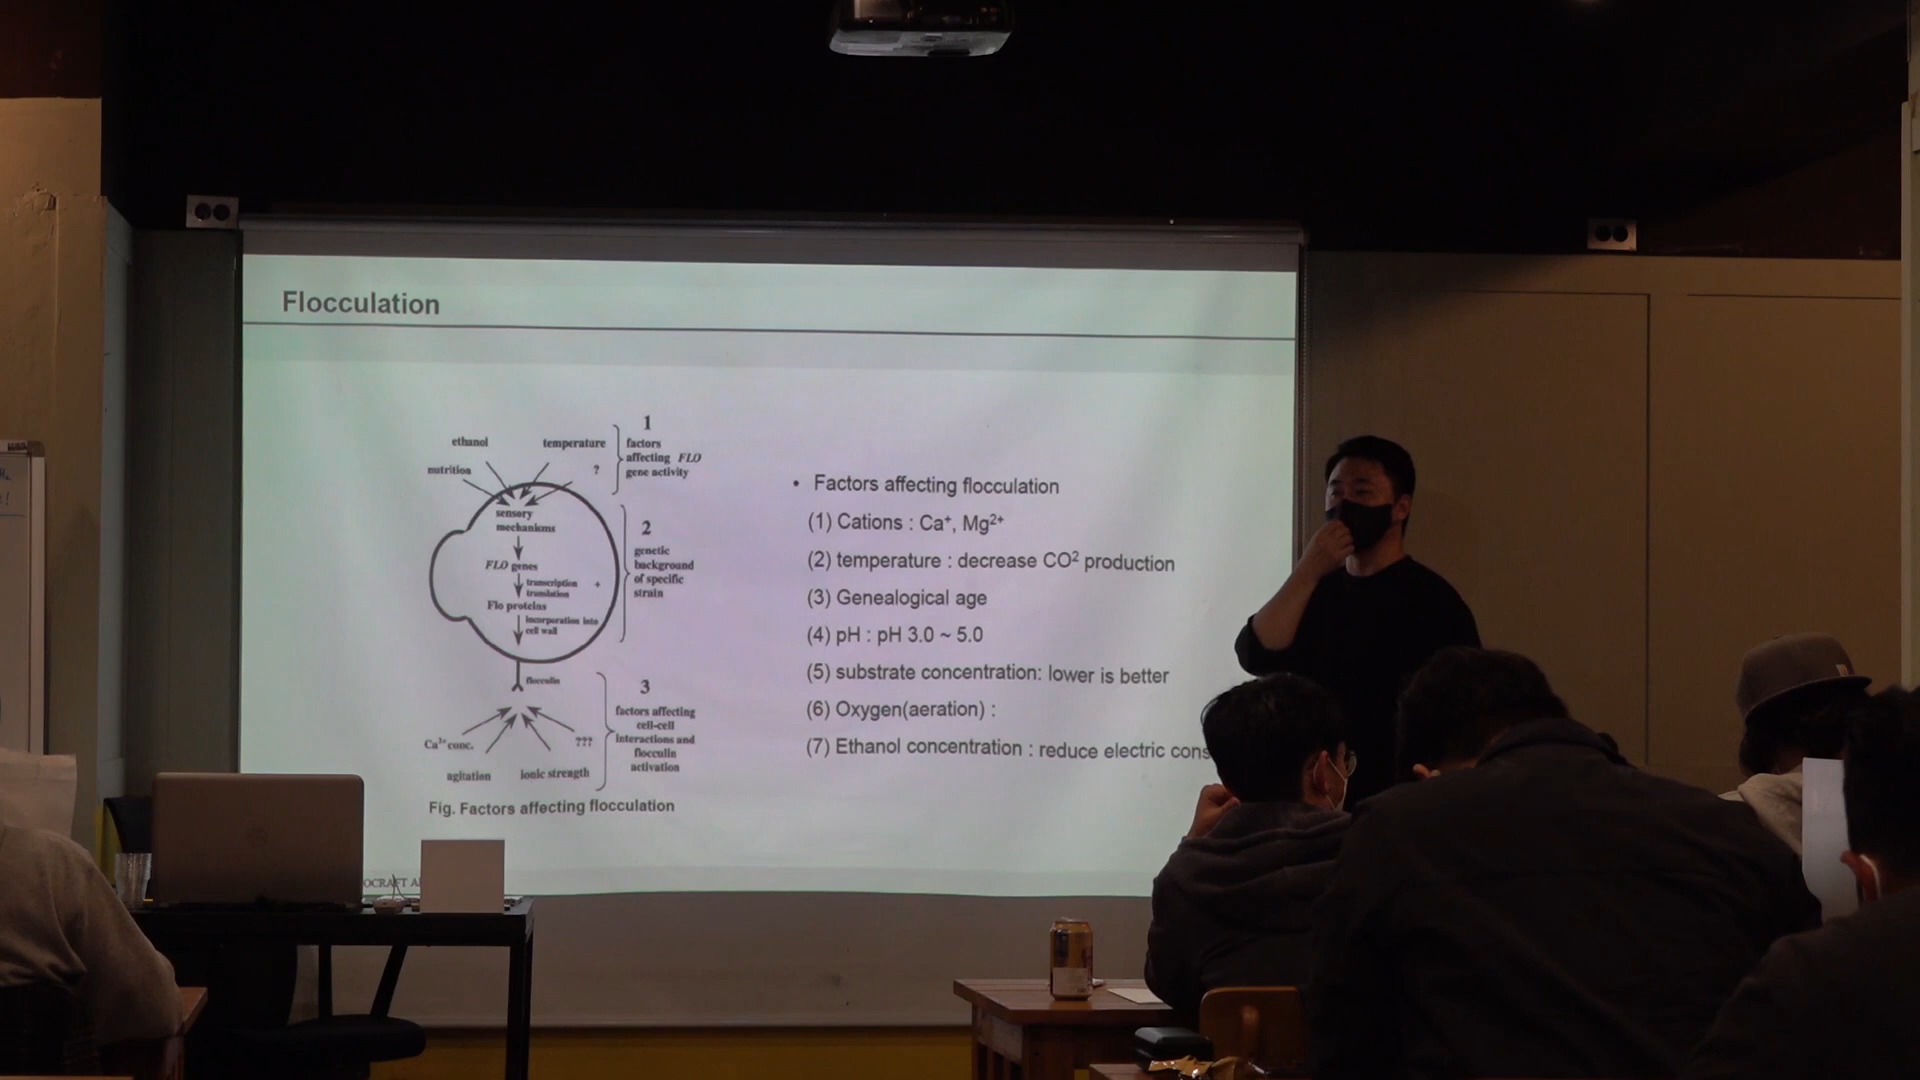 Flocculation
1
ethanol
temperature
factors
affecting FLO
gene activity
nutrition
?
sensory
mechanisms
2
genetic
background
of specific
strain
FLO genes
transcription
translation
+
Flo proteins
incorporation into
cell wall
flocculin
3
factors affecting
cell-cell
interactions and
flocculin
activation
Ca²⁺ conc.
???
agitation
ionic strength
Fig. Factors affecting flocculation
• Factors affecting flocculation
(1) Cations : Ca⁺, Mg²⁺
(2) temperature : decrease CO² production
(3) Genealogical age
(4) pH : pH 3.0 ~ 5.0
(5) substrate concentration: lower is better
(6) Oxygen(aeration) :
(7) Ethanol concentration : reduce electric cons